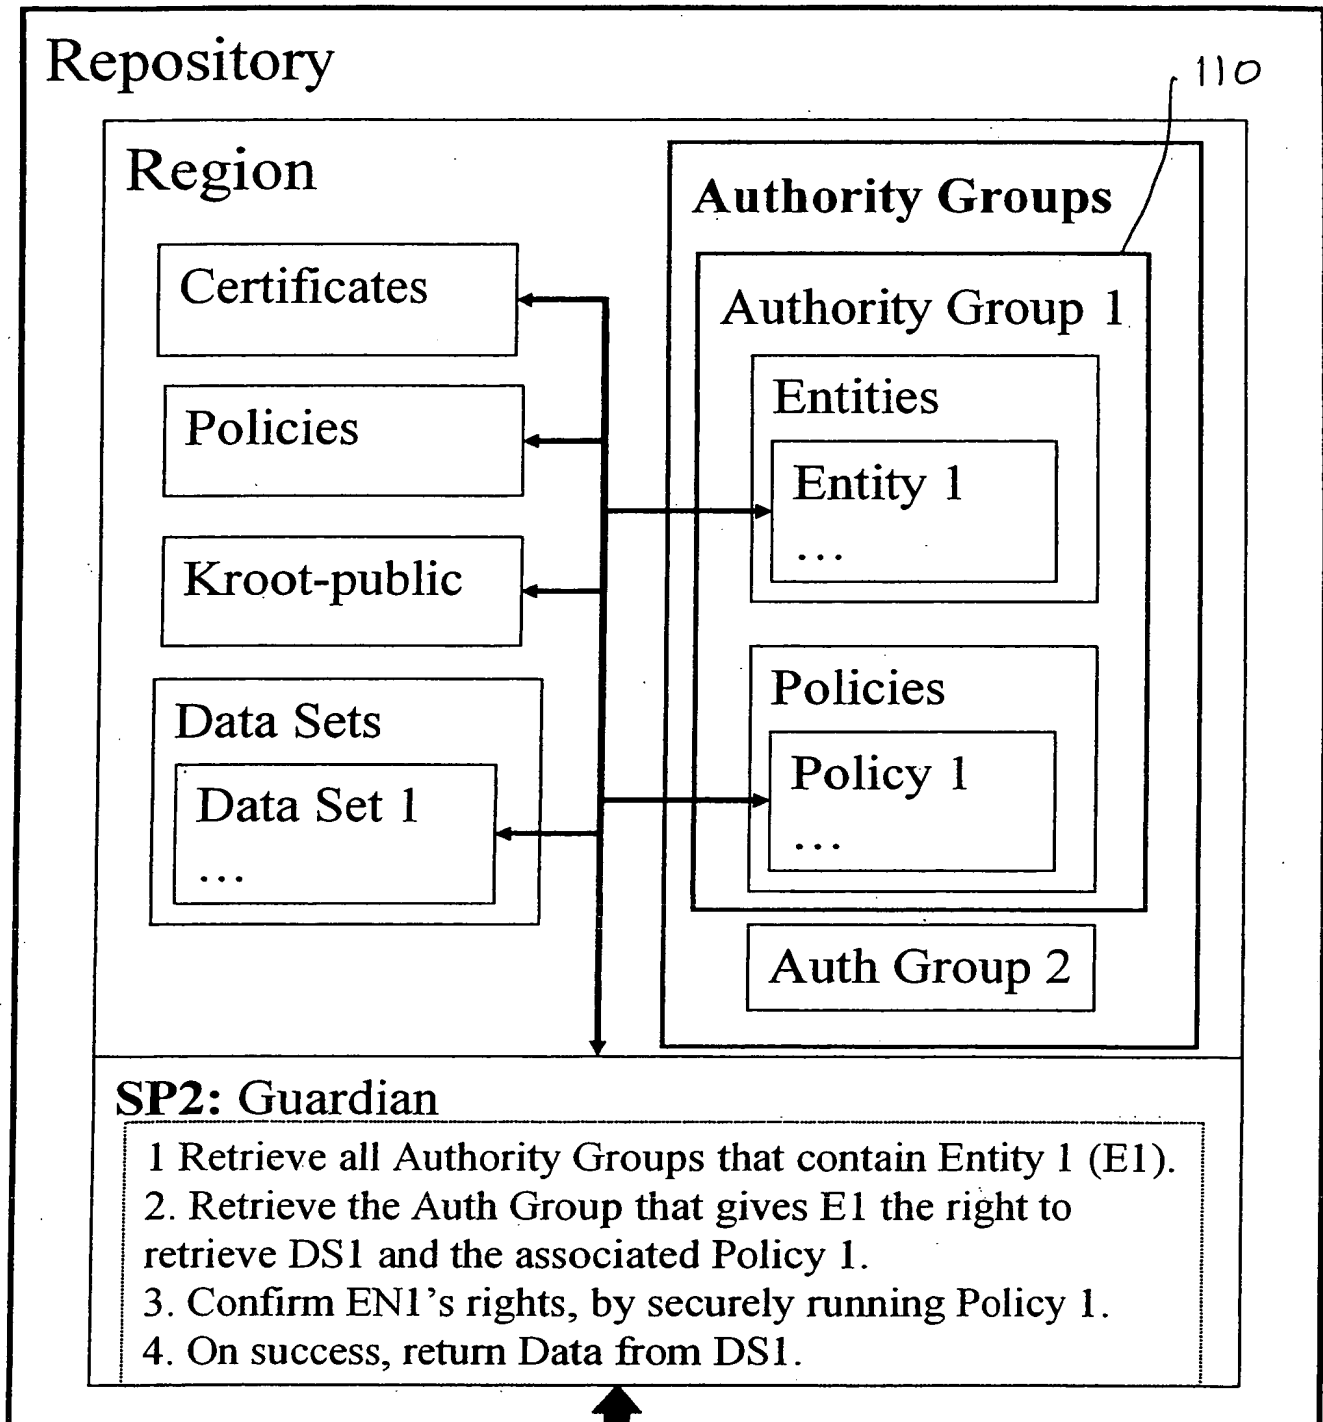 Repository
110
Region
Certificates
Policies
Kroot-public
Data Sets
Data Set 1
...
Authority Groups
Authority Group 1
Entities
Entity 1
...
Policies
Policy 1
...
Auth Group 2
SP2: Guardian
1 Retrieve all Authority Groups that contain Entity 1 (E1).
2. Retrieve the Auth Group that gives E1 the right to
retrieve DS1 and the associated Policy 1.
3. Confirm EN1's rights, by securely running Policy 1.
4. On success, return Data from DS1.